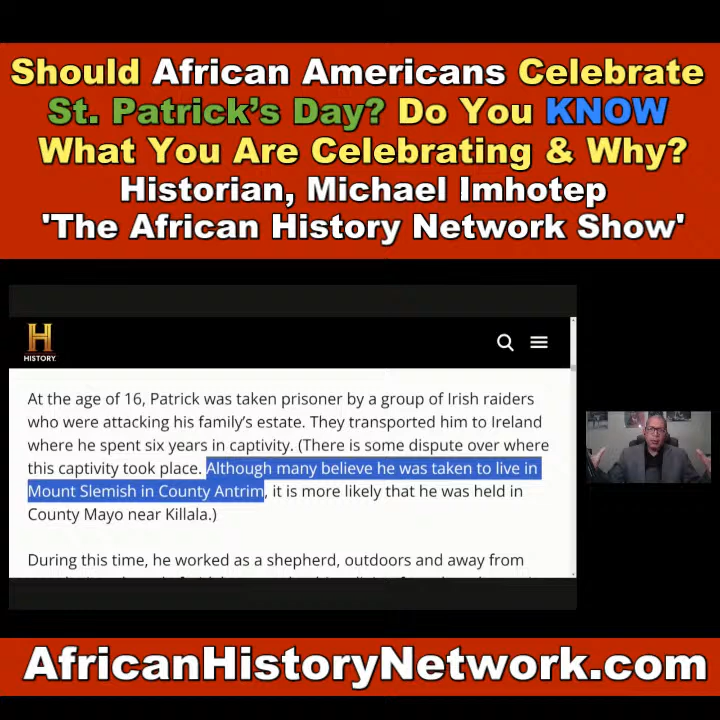 Should African Americans Celebrate
St. Patrick's Day? Do You KNOW
What You Are Celebrating & Why?
Historian, Michael Imhotep
'The African History Network Show'
H
HISTORY.
At the age of 16, Patrick was taken prisoner by a group of Irish raiders
who were attacking his family's estate. They transported him to Ireland
where he spent six years in captivity. (There is some dispute over where
this captivity took place. Although many believe he was taken to live in
Mount Slemish in County Antrim, it is more likely that he was held in
County Mayo near Killala.)
During this time, he worked as a shepherd, outdoors and away from
AfricanHistoryNetwork.com